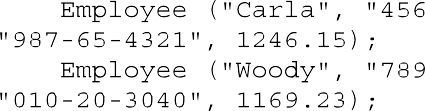 Employee ("Carla", "456
"987-65-4321", 1246.15);
Employee ("Woody", "789
"010-20-3040", 1169.23);